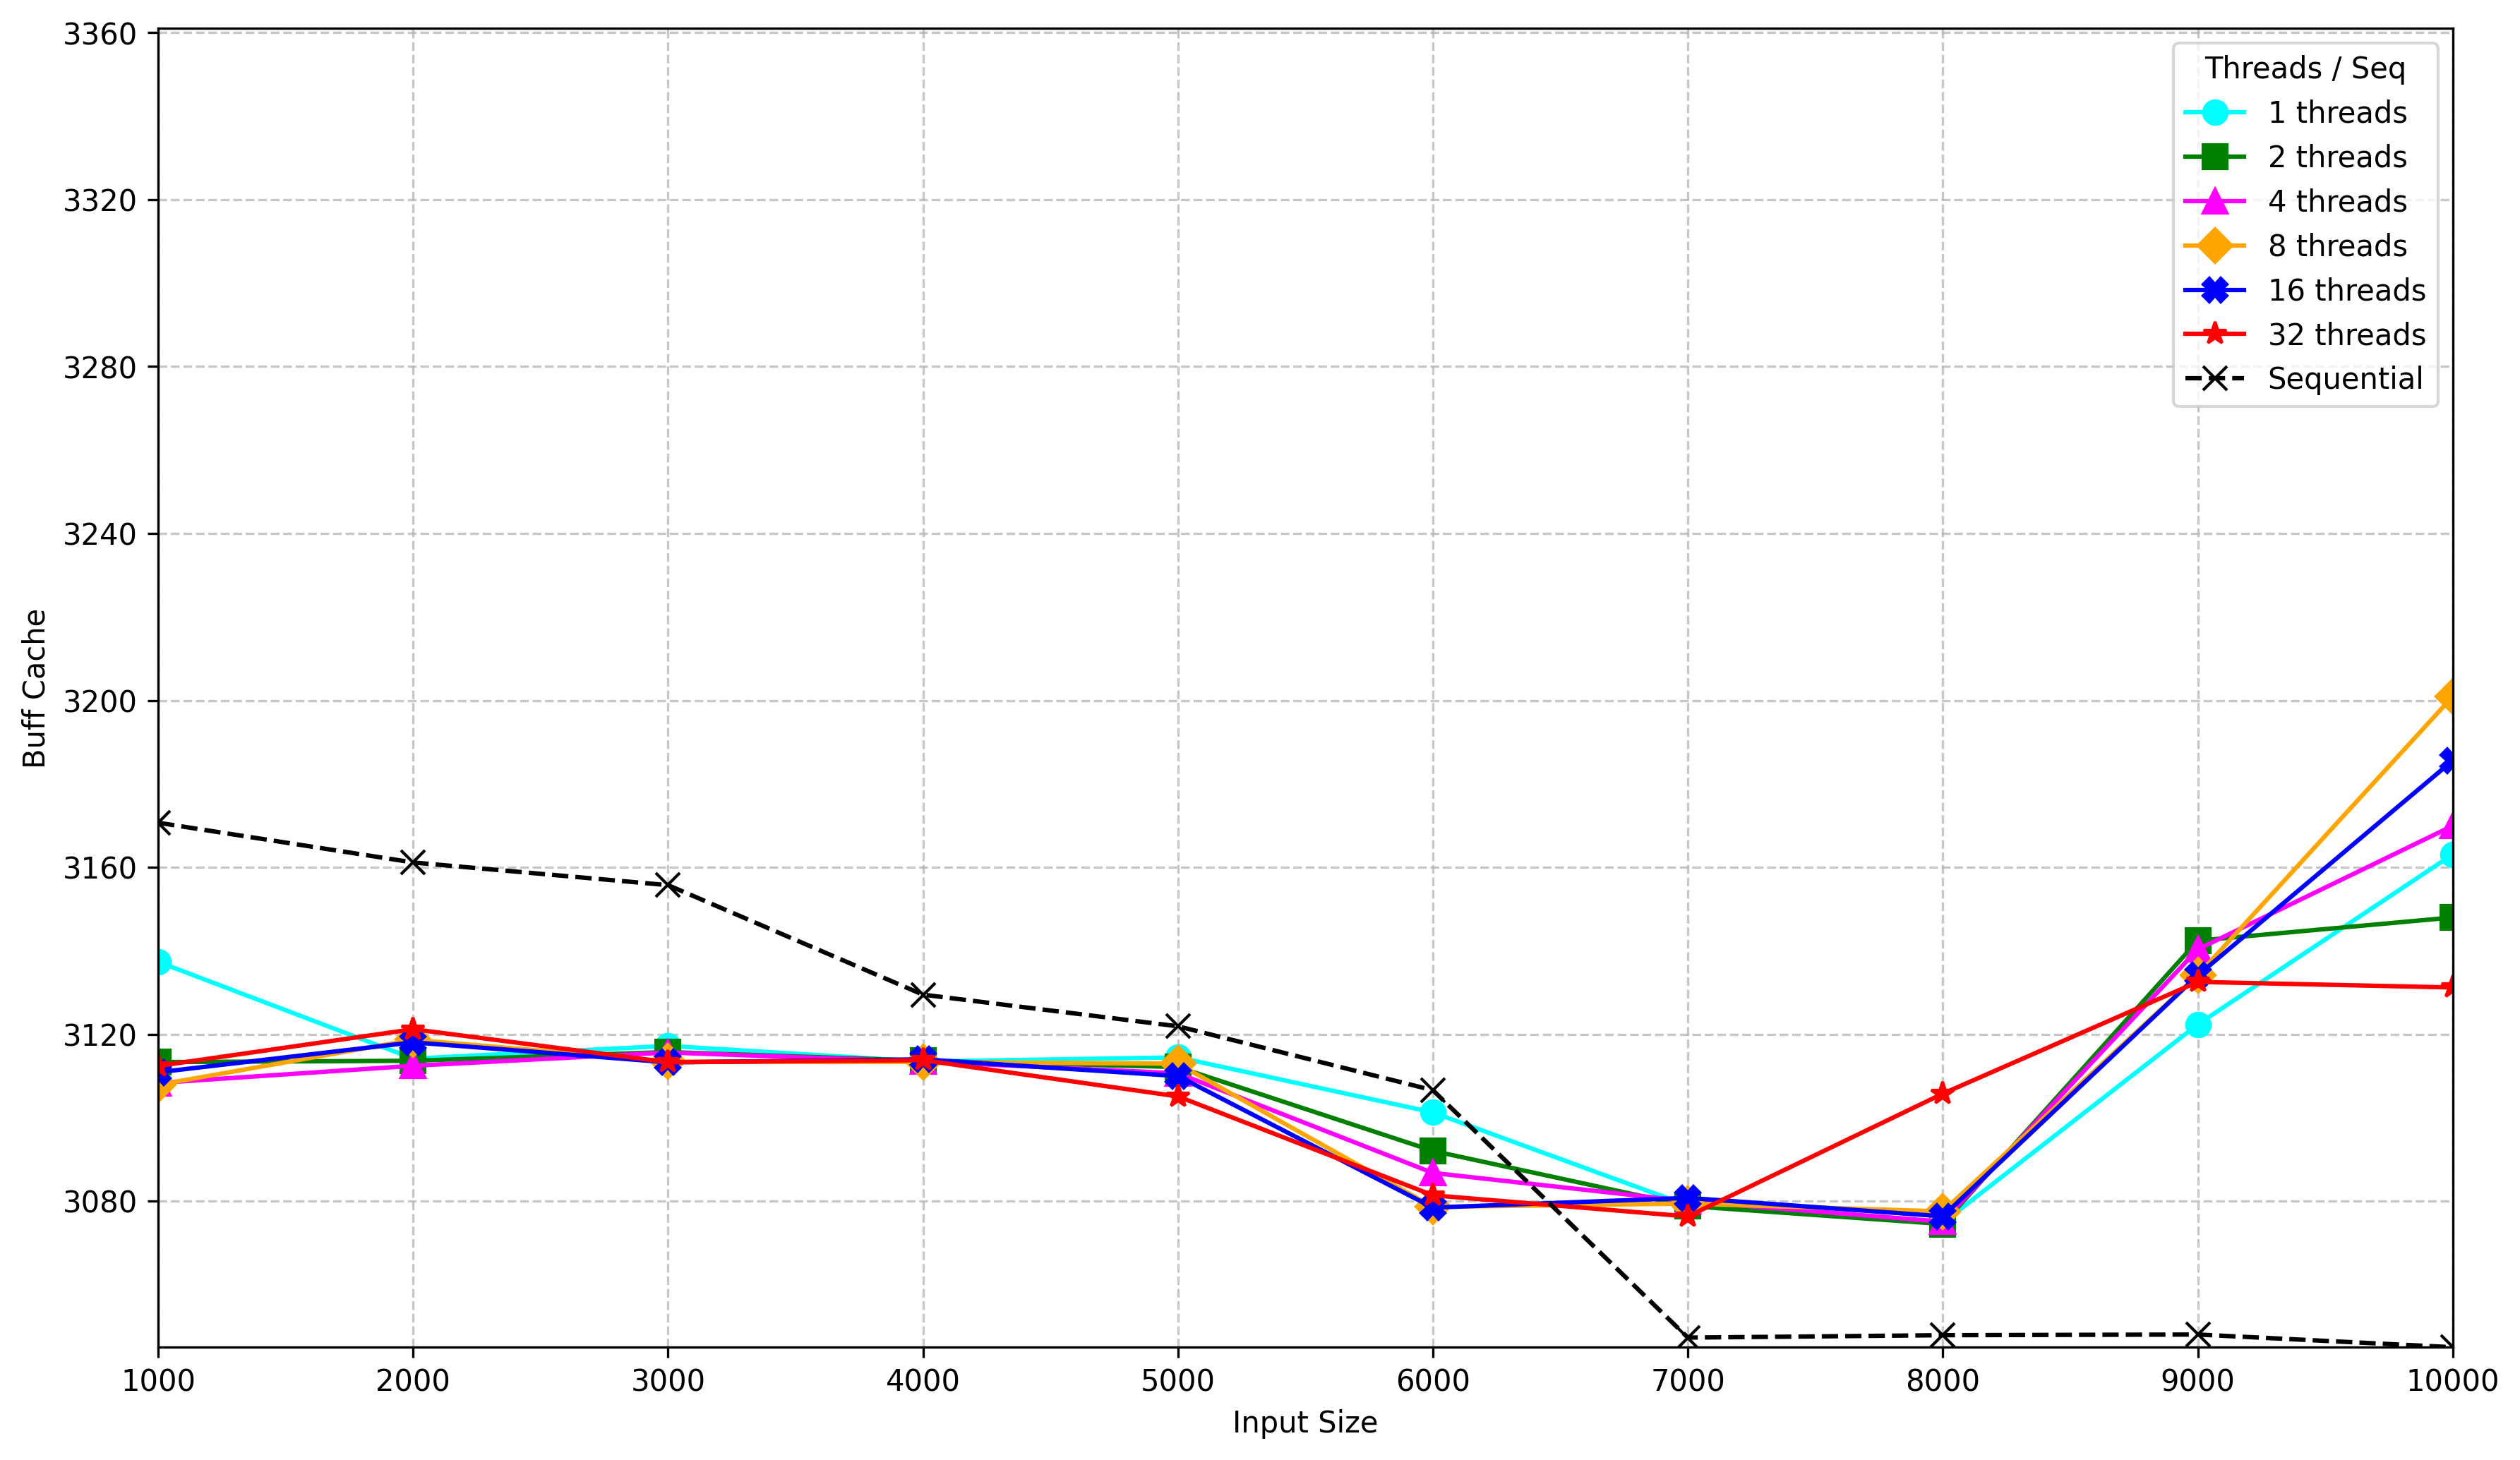 3360
3320
3280
3240
3200
3160
3120
3080
Buff Cache
1000 2000 3000 4000 5000 6000 7000 8000 9000 10000
Input Size
Threads / Seq
1 threads
2 threads
4 threads
8 threads
16 threads
32 threads
Sequential